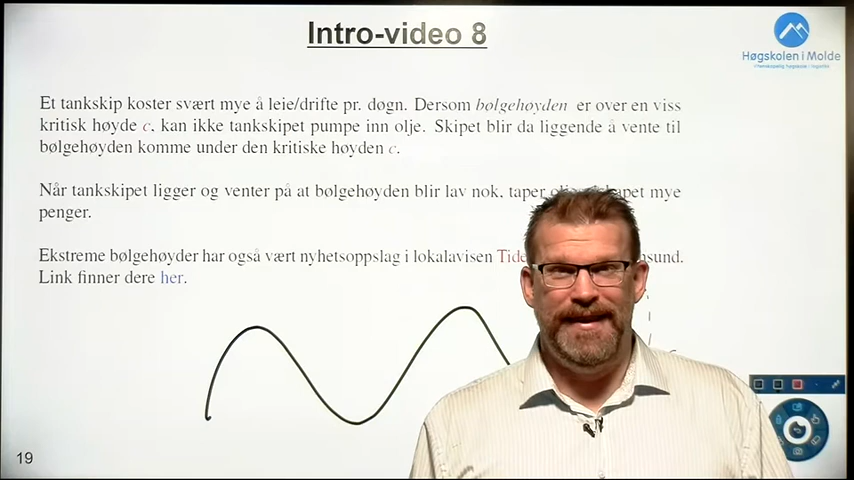 Intro-video 8
Høgskolen i Molde
Et tankskip koster svært mye å leie/drifte pr. døgn. Dersom bølgehøyden er over en viss
kritisk høyde c, kan ikke tankskipet pumpe inn olje. Skipet blir da liggende å vente til
bølgehøyden komme under den kritiske høyden c.
Når tankskipet ligger og venter på at bølgehøyden blir lav nok, taper mye
penger.
Ekstreme bølgehøyder har også vært nyhetsoppslag i lokalavisen
Link finner dere her.
19